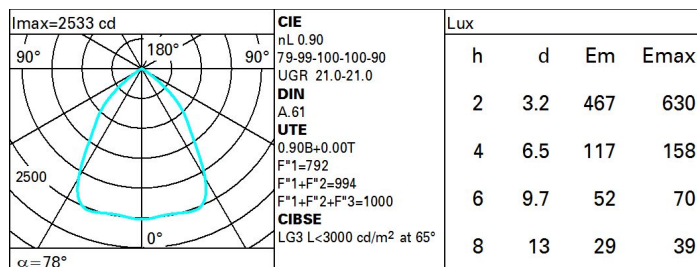 Imax=2533 cd
90° 180° 90°
2500
0°
α=78°
CIE
nL 0.90
79-99-100-100-90
UGR 21.0-21.0
DIN
A.61
UTE
0.90B+0.00T
F"1=792
F"1+F"2=994
F"1+F"2+F"3=1000
CIBSE
LG3 L<3000 cd/m² at 65°
Lux
h d Em Emax
2 3.2 467 630
4 6.5 117 158
6 9.7 52 70
8 13 29 39